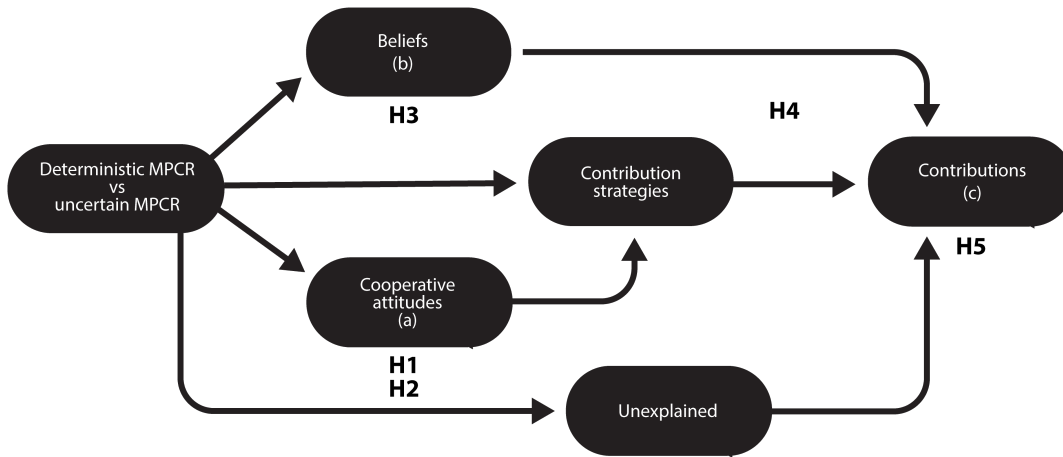 Beliefs
(b)
H3
H4
Deterministic MPCR
vs
uncertain MPCR
Contribution
strategies
Contributions
(c)
H5
Cooperative
attitudes
(a)
H1
H2
Unexplained